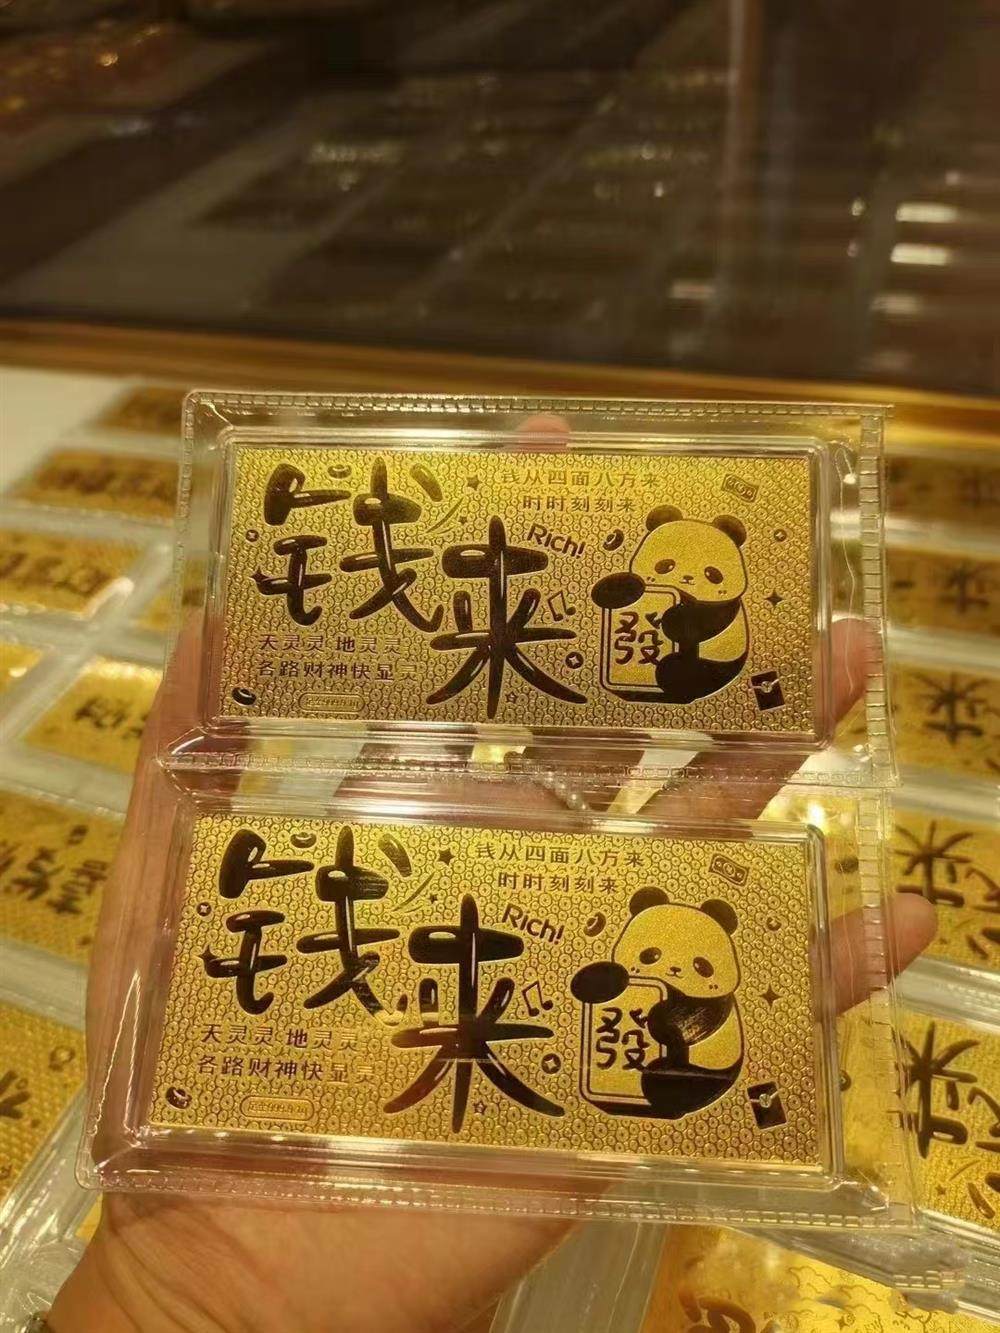 钱来
钱从四面八方来
时时刻刻来
Rich!
發
天灵灵 地灵灵
各路财神快显灵
钱来
钱从四面八方来
时时刻刻来
Rich!
發
天灵灵 地灵灵
各路财神快显灵